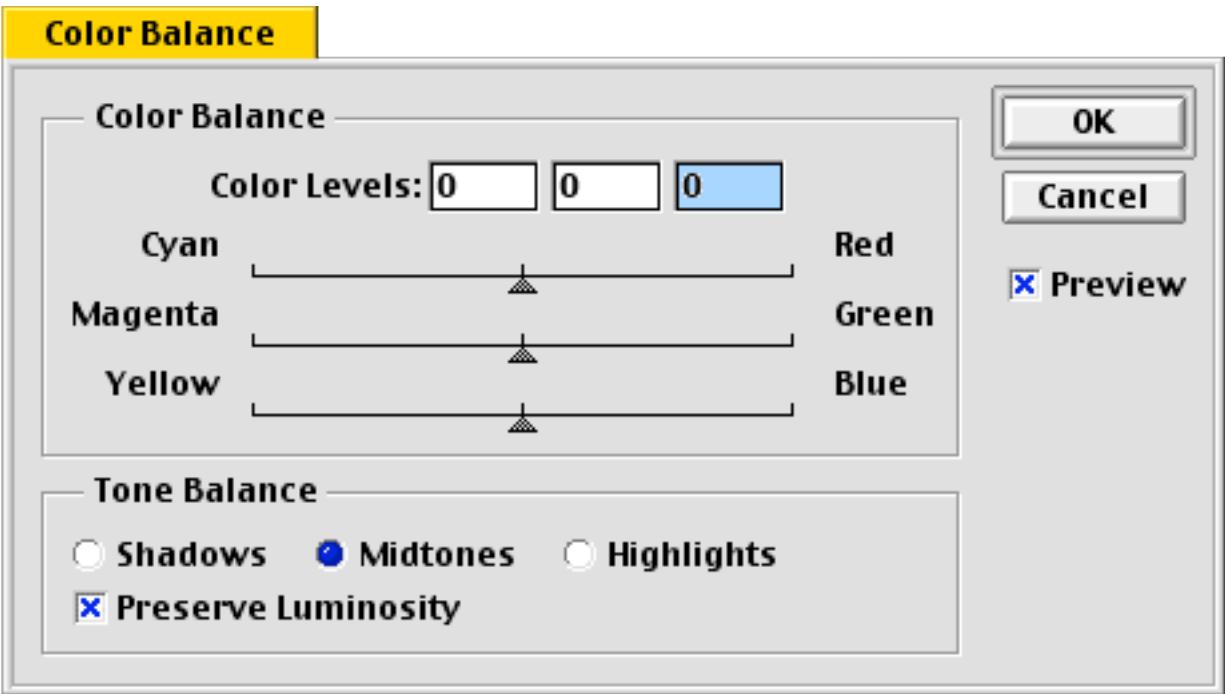 Color Balance
Color Balance
OK
Color Levels: 0 0 0
Cancel
Cyan Red
Preview
Magenta Green
Yellow Blue
Tone Balance
Shadows Midtones Highlights
Preserve Luminosity